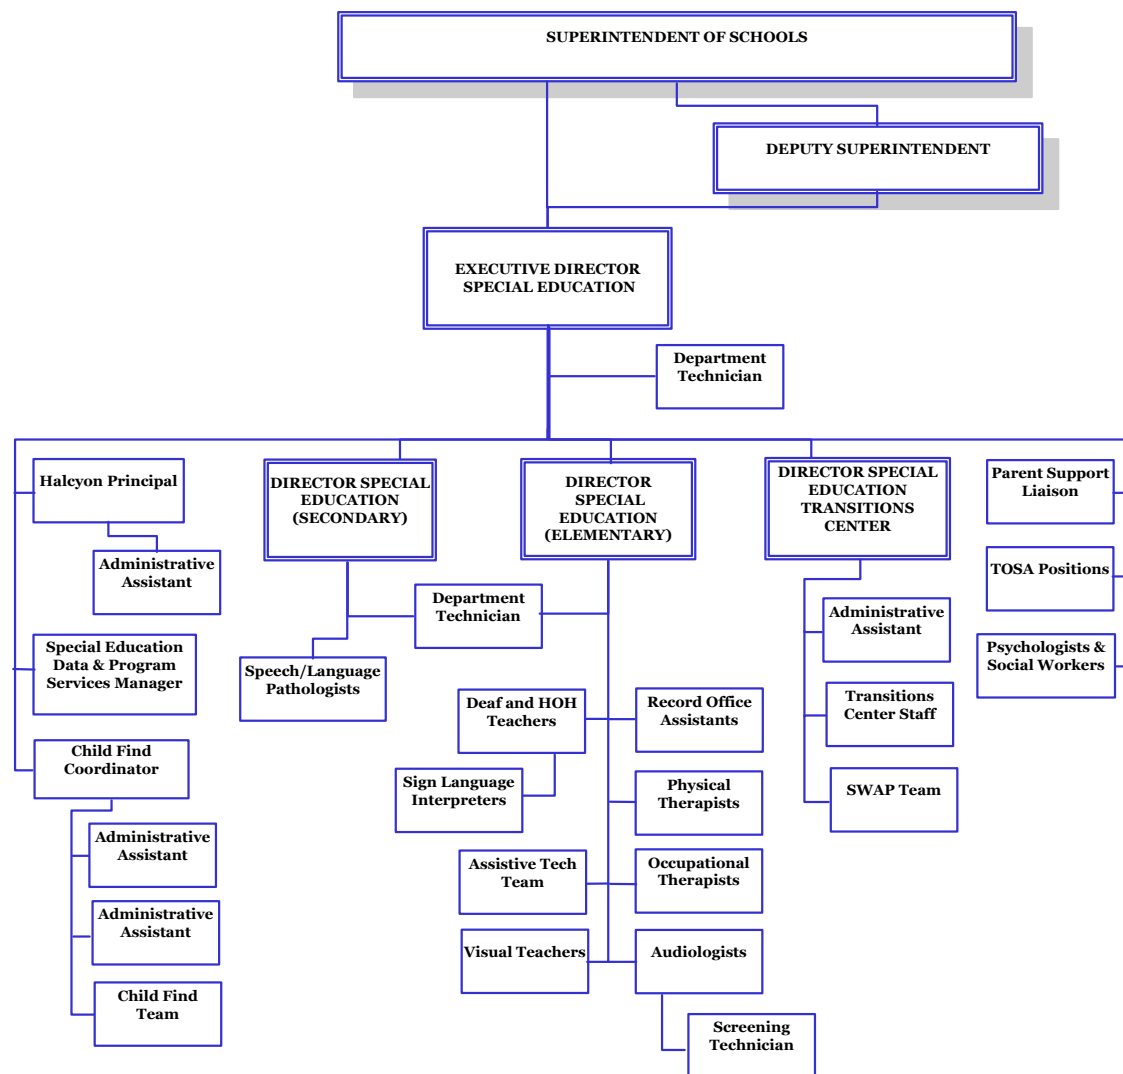 SUPERINTENDENT OF SCHOOLS
DEPUTY SUPERINTENDENT
EXECUTIVE DIRECTOR
SPECIAL EDUCATION
Department
Technician
Halcyon Principal
Administrative
Assistant
Special Education
Data & Program
Services Manager
Child Find
Coordinator
Administrative
Assistant
Administrative
Assistant
Child Find
Team
DIRECTOR SPECIAL
EDUCATION
(SECONDARY)
Department
Technician
Speech/Language
Pathologists
DIRECTOR
SPECIAL
EDUCATION
(ELEMENTARY)
Deaf and HOH
Teachers
Sign Language
Interpreters
Assistive Tech
Team
Visual Teachers
Record Office
Assistants
Physical
Therapists
Occupational
Therapists
Audiologists
Screening
Technician
DIRECTOR SPECIAL
EDUCATION
TRANSITIONS
CENTER
Administrative
Assistant
Transitions
Center Staff
SWAP Team
Parent Support
Liaison
TOSA Positions
Psychologists &
Social Workers